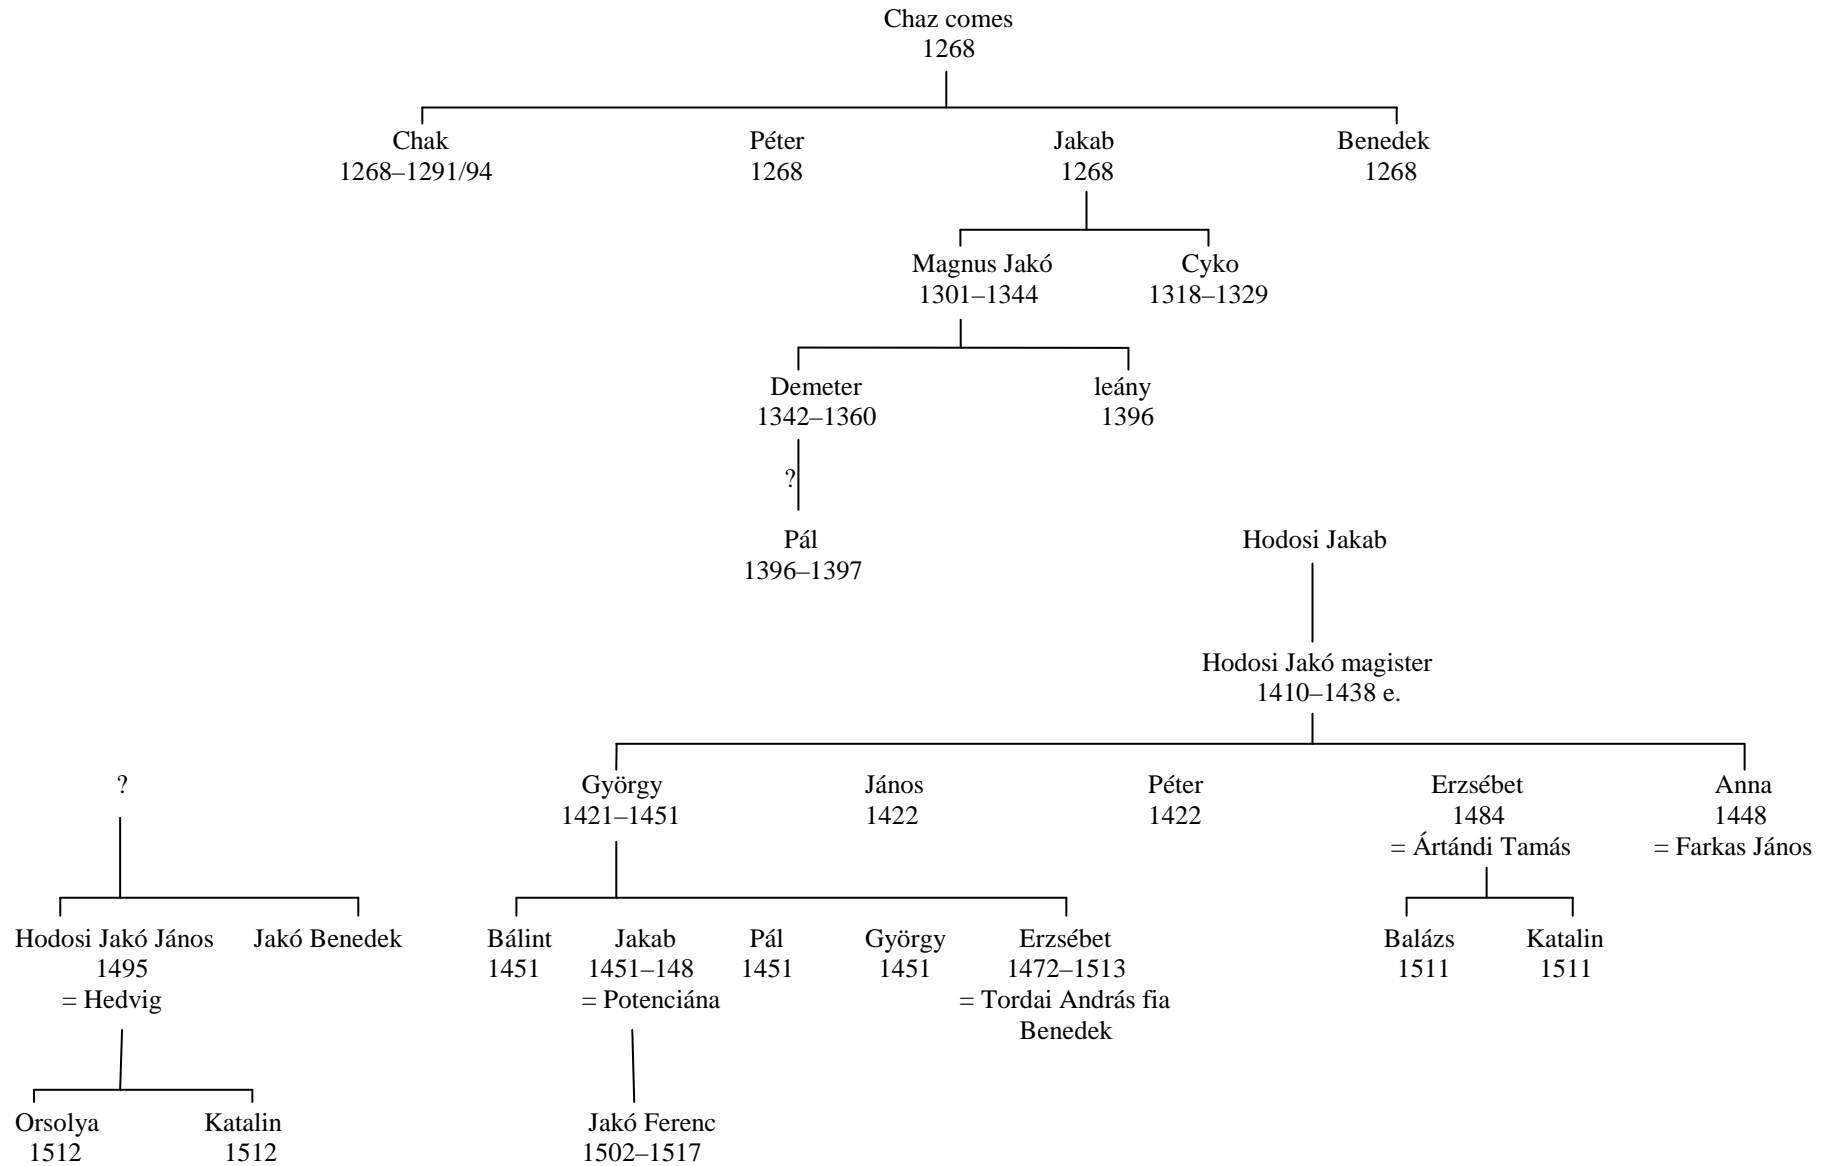 Chaz comes
1268
Chak Péter Jakab Benedek
1268–1291/94 1268 1268 1268
Magnus Jakó Cyko
1301–1344 1318–1329
Demeter leány
1342–1360 1396
?
Pál Hodosi Jakab
1396–1397
Hodosi Jakó magister
1410–1438 e.
? György János Péter Erzsébet Anna
1421–1451 1422 1422 1484 1448
= Ártándi Tamás = Farkas János
Hodosi Jakó János Jakó Benedek Bálint Jakab Pál György Erzsébet Balázs Katalin
1495 1451 1451–148 1451 1451 1472–1513 1511 1511
= Hedvig = Potenciána = Tordai András fia
Benedek
Orsolya Katalin Jakó Ferenc
1512 1512 1502–1517